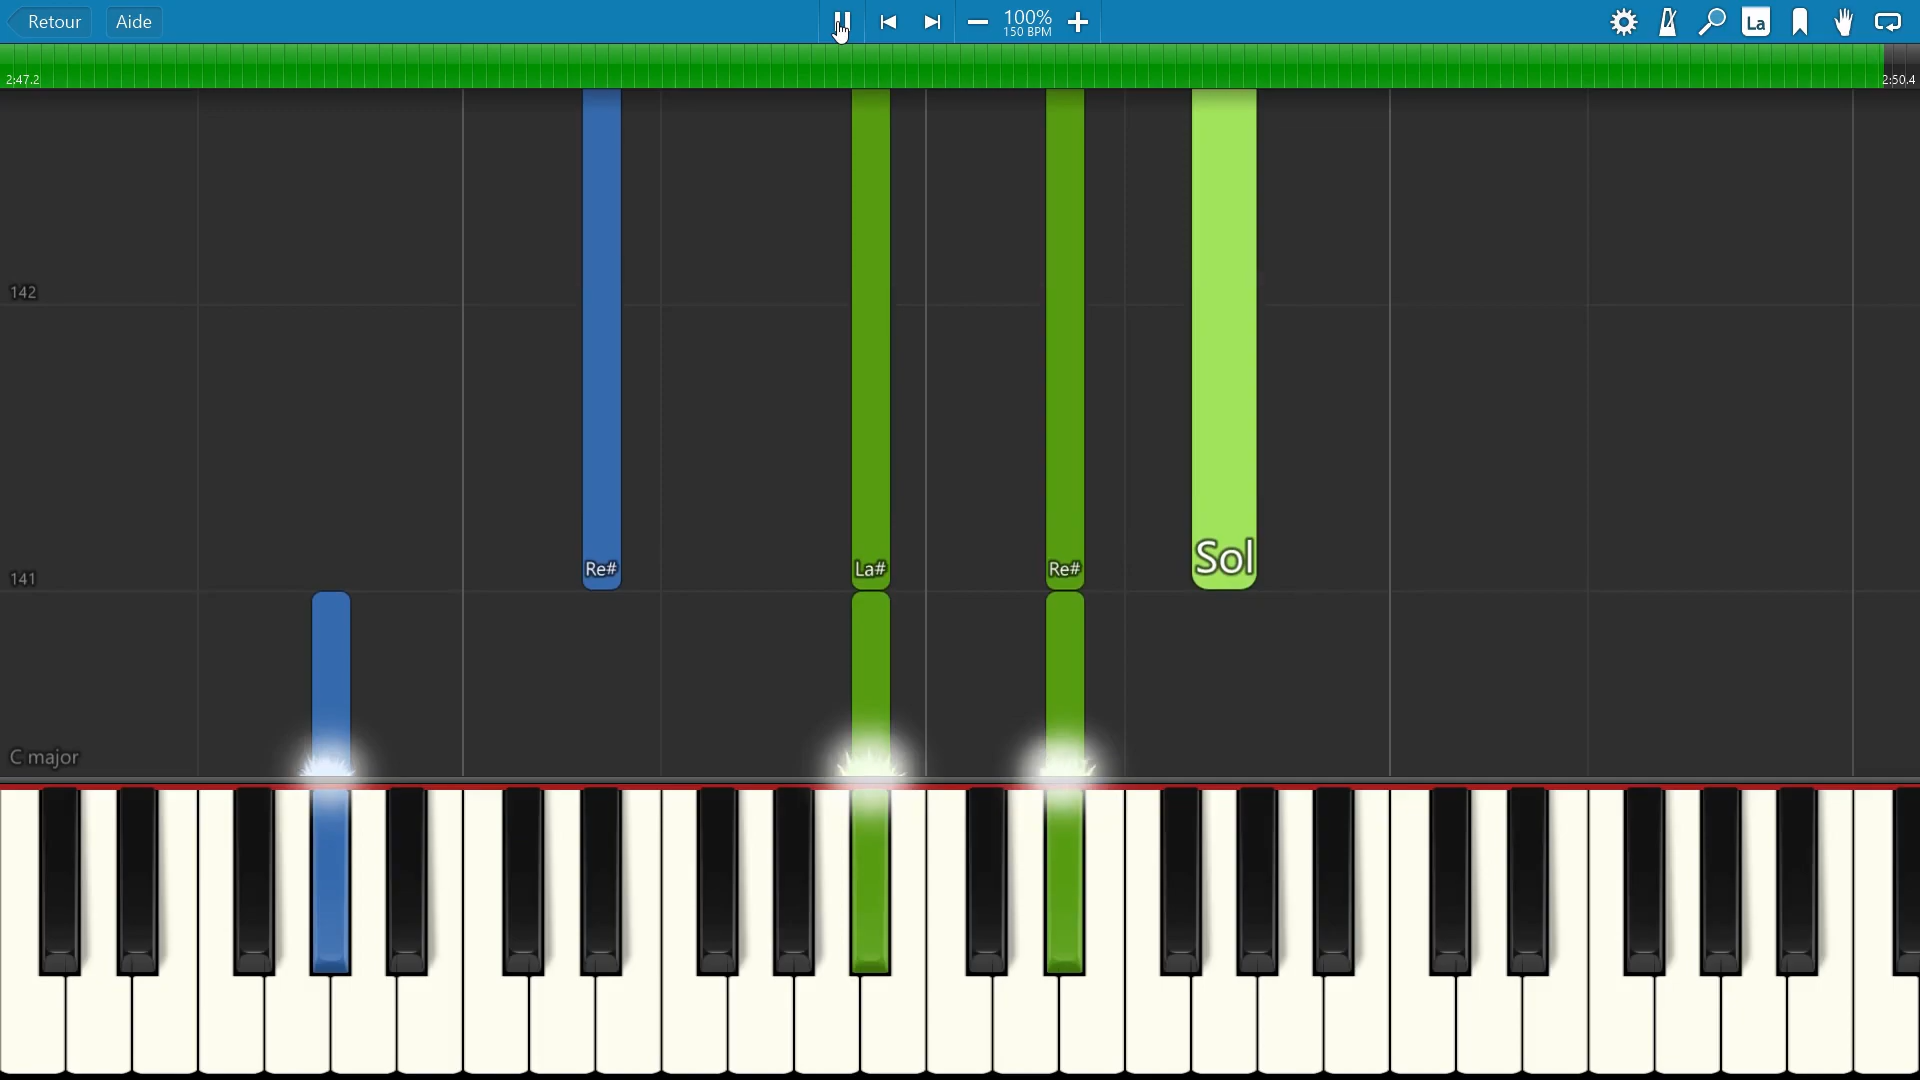 Retour
Aide
100%
150 BPM
La
2:47.2
2:50.4
142
Re#
La#
Re#
Sol
141
C major